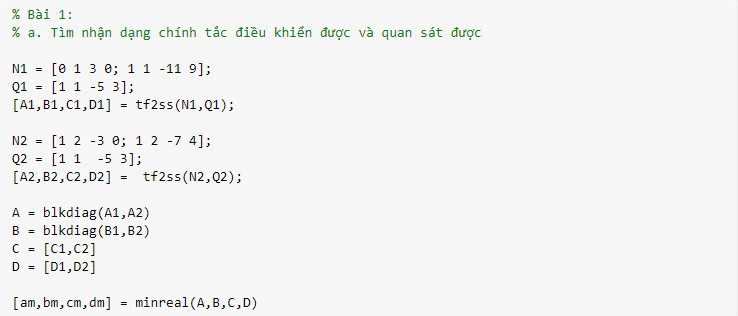 % Bài 1:
% a. Tìm nhận dạng chính tắc điều khiển được và quan sát được
N1 = [0 1 3 0; 1 1 -11 9];
Q1 = [1 1 -5 3];
[A1,B1,C1,D1] = tf2ss(N1,Q1);
N2 = [1 2 -3 0; 1 2 -7 4];
Q2 = [1 1  -5 3];
[A2,B2,C2,D2] =  tf2ss(N2,Q2);
A = blkdiag(A1,A2)
B = blkdiag(B1,B2)
C = [C1,C2]
D = [D1,D2]
[am,bm,cm,dm] = minreal(A,B,C,D)